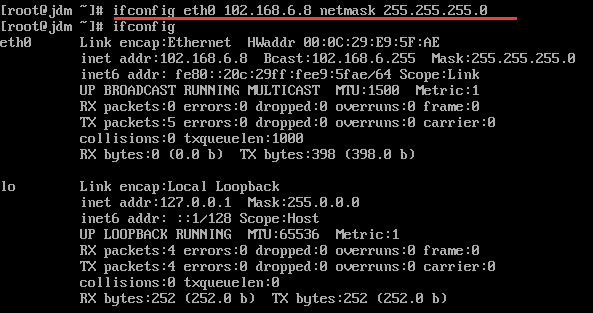 [root@jdm ~]# ifconfig eth0 102.168.6.8 netmask 255.255.255.0
[root@jdm ~]# ifconfig
eth0 Link encap:Ethernet HWaddr 00:0C:29:E9:5F:AE
inet addr:102.168.6.8 Bcast:102.168.6.255 Mask:255.255.255.0
inet6 addr: fe80::20c:29ff:fee9:5fae/64 Scope:Link
UP BROADCAST RUNNING MULTICAST MTU:1500 Metric:1
RX packets:0 errors:0 dropped:0 overruns:0 frame:0
TX packets:5 errors:0 dropped:0 overruns:0 carrier:0
collisions:0 txqueuelen:1000
RX bytes:0 (0.0 b) TX bytes:398 (398.0 b)
lo Link encap:Local Loopback
inet addr:127.0.0.1 Mask:255.0.0.0
inet6 addr: ::1/128 Scope:Host
UP LOOPBACK RUNNING MTU:65536 Metric:1
RX packets:4 errors:0 dropped:0 overruns:0 frame:0
TX packets:4 errors:0 dropped:0 overruns:0 carrier:0
collisions:0 txqueuelen:0
RX bytes:252 (252.0 b) TX bytes:252 (252.0 b)